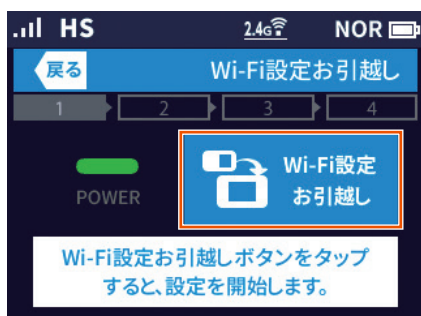 HS 2.4G NOR
戻る Wi-Fi設定お引越し
1 2 3 4
POWER
Wi-Fi設定
お引越し
Wi-Fi設定お引越しボタンをタップ
すると、設定を開始します。